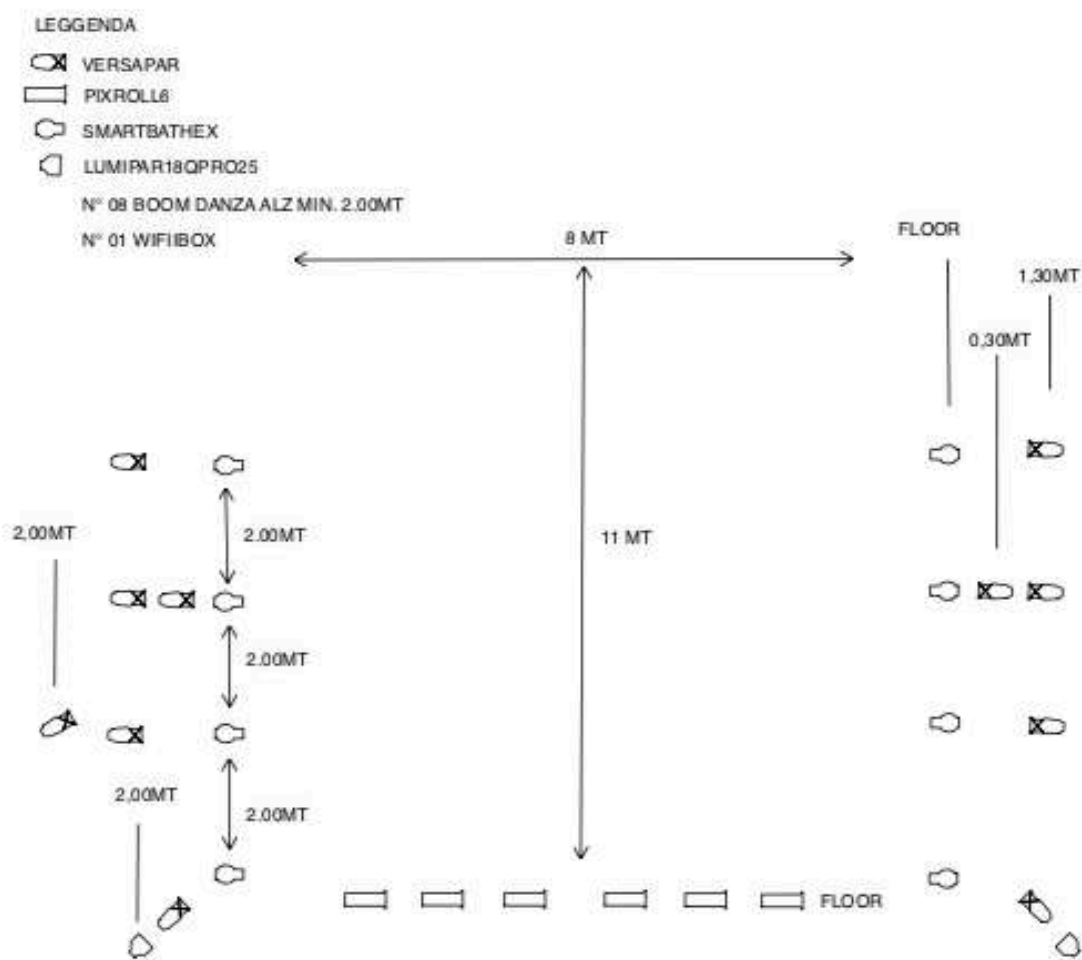 LEGGENDA
VERSAPAR
PIXROLL6
SMARTBATHEX
LUMIPAR18QPRO25
N° 08 BOOM DANZA ALZ MIN. 2.00MT
N° 01 WIFIIBOX
8 MT
FLOOR
1,30MT
0,30MT
2,00MT
2.00MT
11 MT
2.00MT
2,00MT
2.00MT
FLOOR